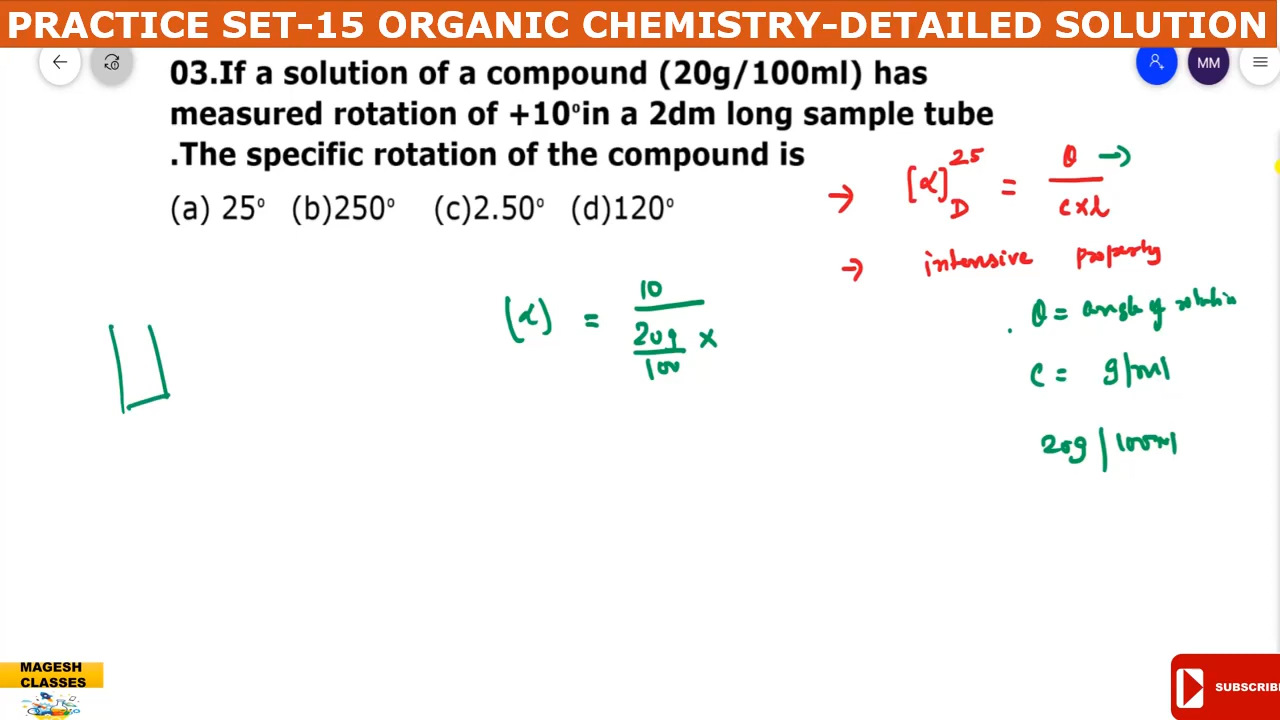 PRACTICE SET-15 ORGANIC CHEMISTRY-DETAILED SOLUTION
MM
03.If a solution of a compound (20g/100ml) has
measured rotation of +10°in a 2dm long sample tube
.The specific rotation of the compound is
(a) 25° (b)250° (c)2.50° (d)120°
→ [α]²⁵D = θ / c×l →
→ intensive property
θ = angle of rotation
(α) = 10 / 20g/100 ×
c = g/ml
20g | 100ml
MAGESH
CLASSES
SUBSCRIBE